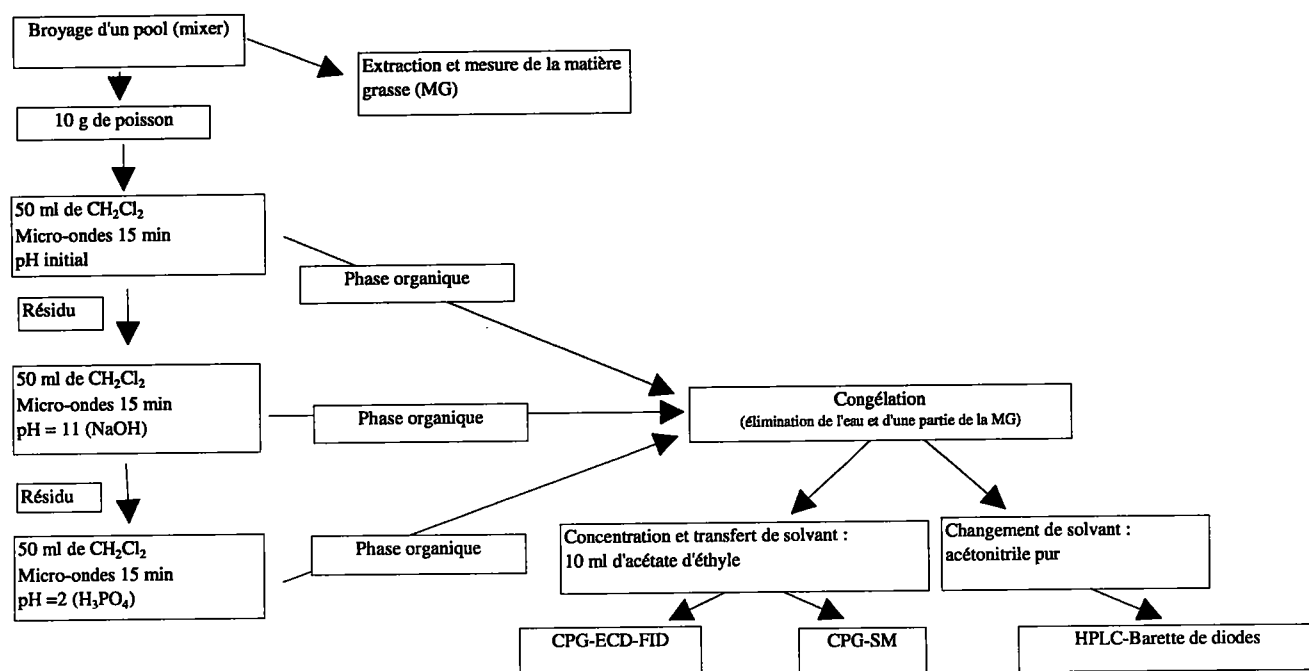 Broyage d'un pool (mixer)
Extraction et mesure de la matière
grasse (MG)
10 g de poisson
50 ml de CH₂Cl₂
Micro-ondes 15 min
pH initial
Phase organique
Résidu
50 ml de CH₂Cl₂
Micro-ondes 15 min
pH = 11 (NaOH)
Phase organique
Congélation
(élimination de l'eau et d'une partie de la MG)
Résidu
50 ml de CH₂Cl₂
Micro-ondes 15 min
pH =2 (H₃PO₄)
Phase organique
Concentration et transfert de solvant :
10 ml d'acétate d'éthyle
Changement de solvant :
acétonitrile pur
CPG-ECD-FID
CPG-SM
HPLC-Barette de diodes